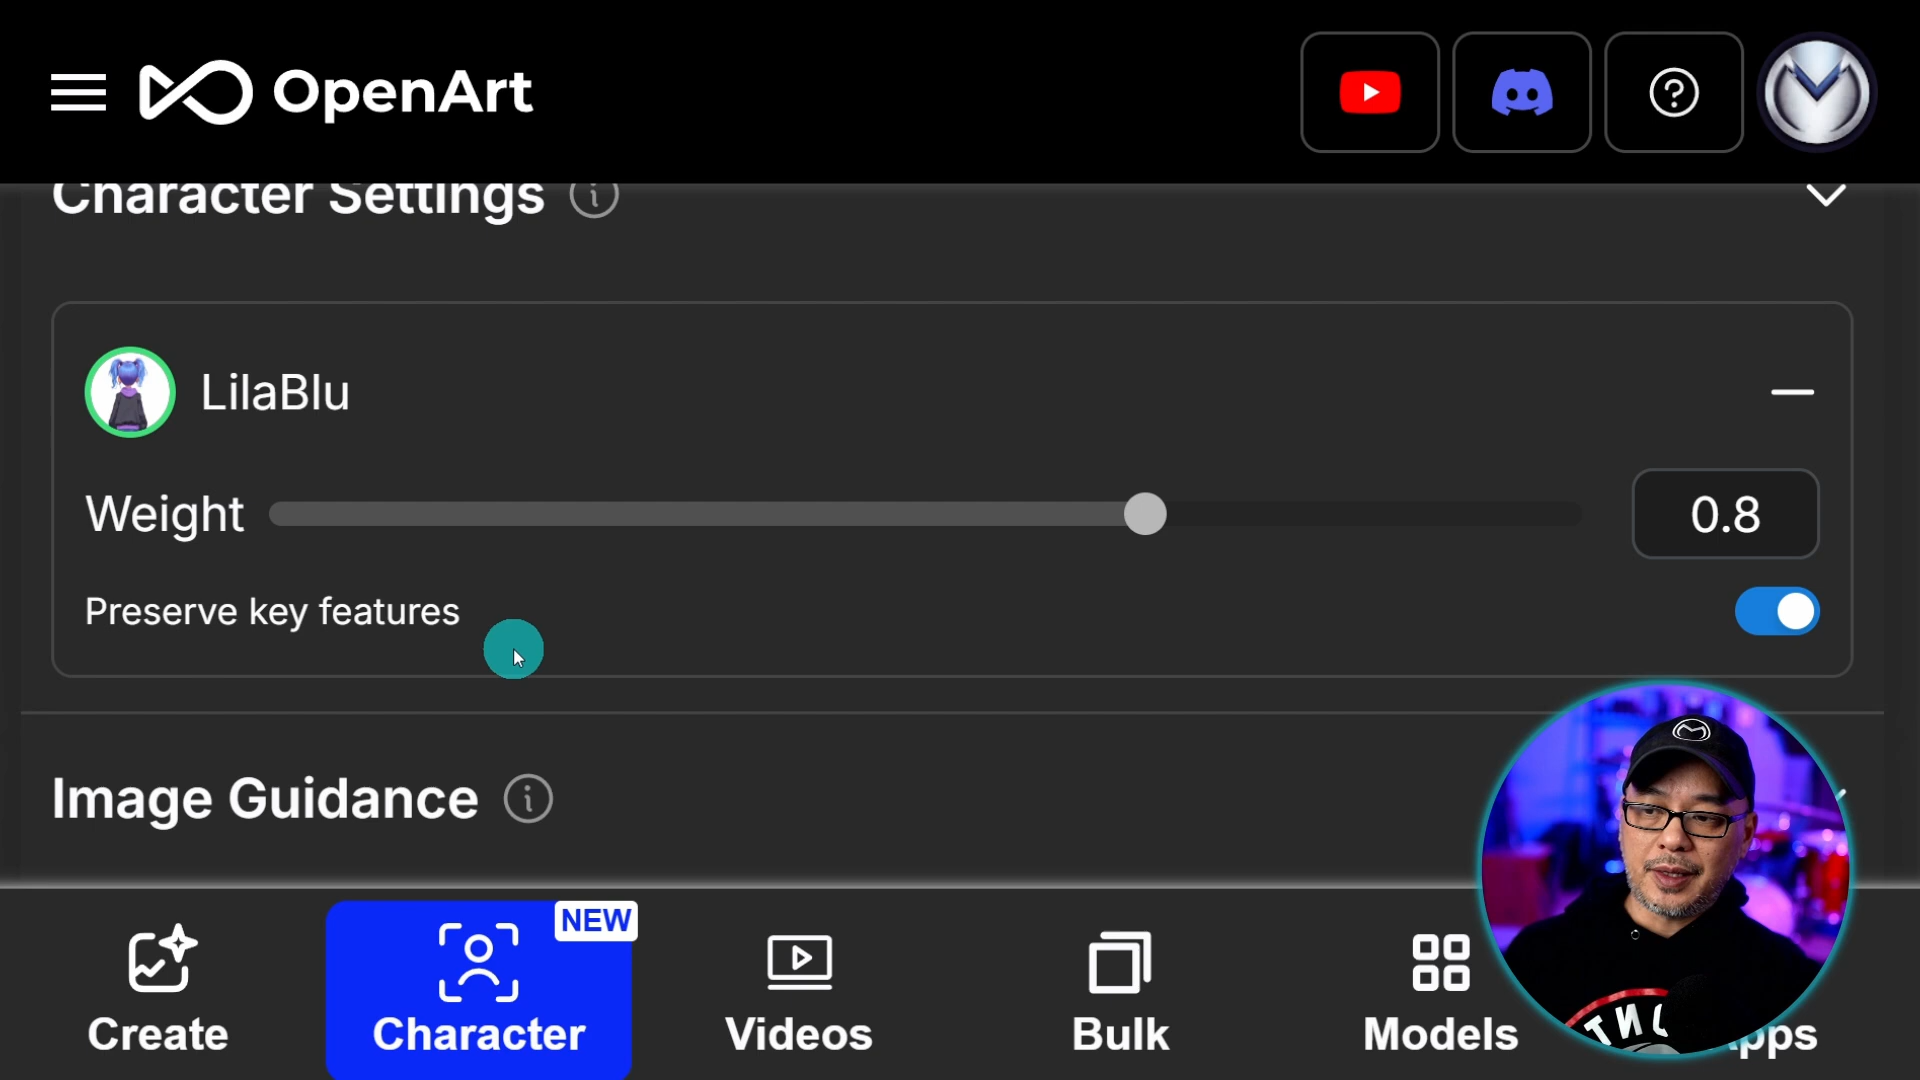 OpenArt
Character Settings
LilaBlu
Weight
0.8
Preserve key features
Image Guidance
NEW
Create
Character
Videos
Bulk
Models